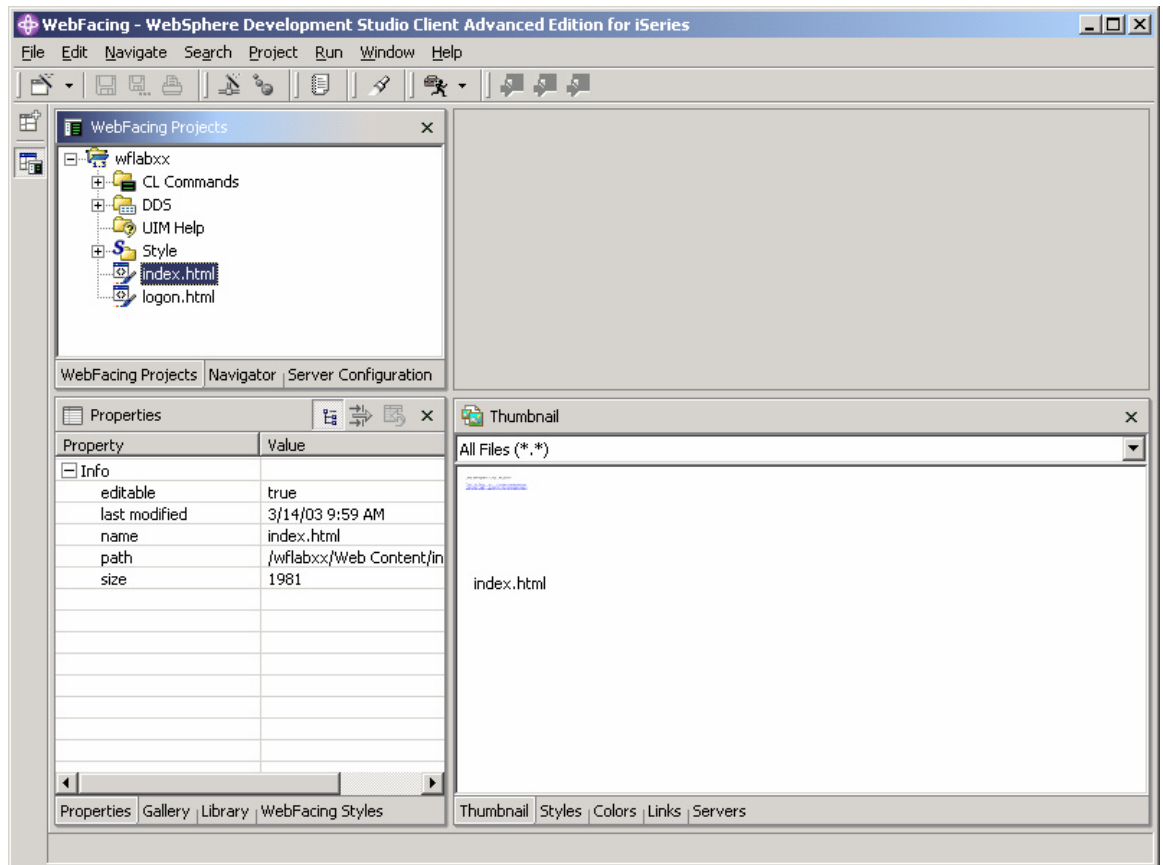 WebFacing - WebSphere Development Studio Client Advanced Edition for iSeries
File Edit Navigate Search Project Run Window Help
WebFacing Projects
wflabxx
CL Commands
DDS
UIM Help
Style
index.html
logon.html
WebFacing Projects Navigator Server Configuration
Properties
Property Value
Info
editable true
last modified 3/14/03 9:59 AM
name index.html
path /wflabxx/Web Content/in
size 1981
Properties Gallery Library WebFacing Styles
Thumbnail
All Files (*.*)
index.html
Thumbnail Styles Colors Links Servers